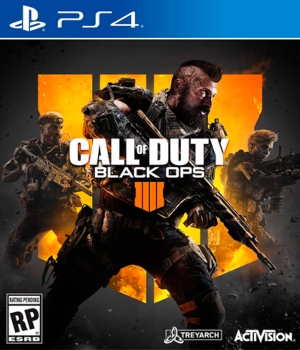 PS4
CALL OF DUTY
BLACK OPS
IIII
RATING PENDING
RP
ESRB
TREYARCH
ACTIVISION